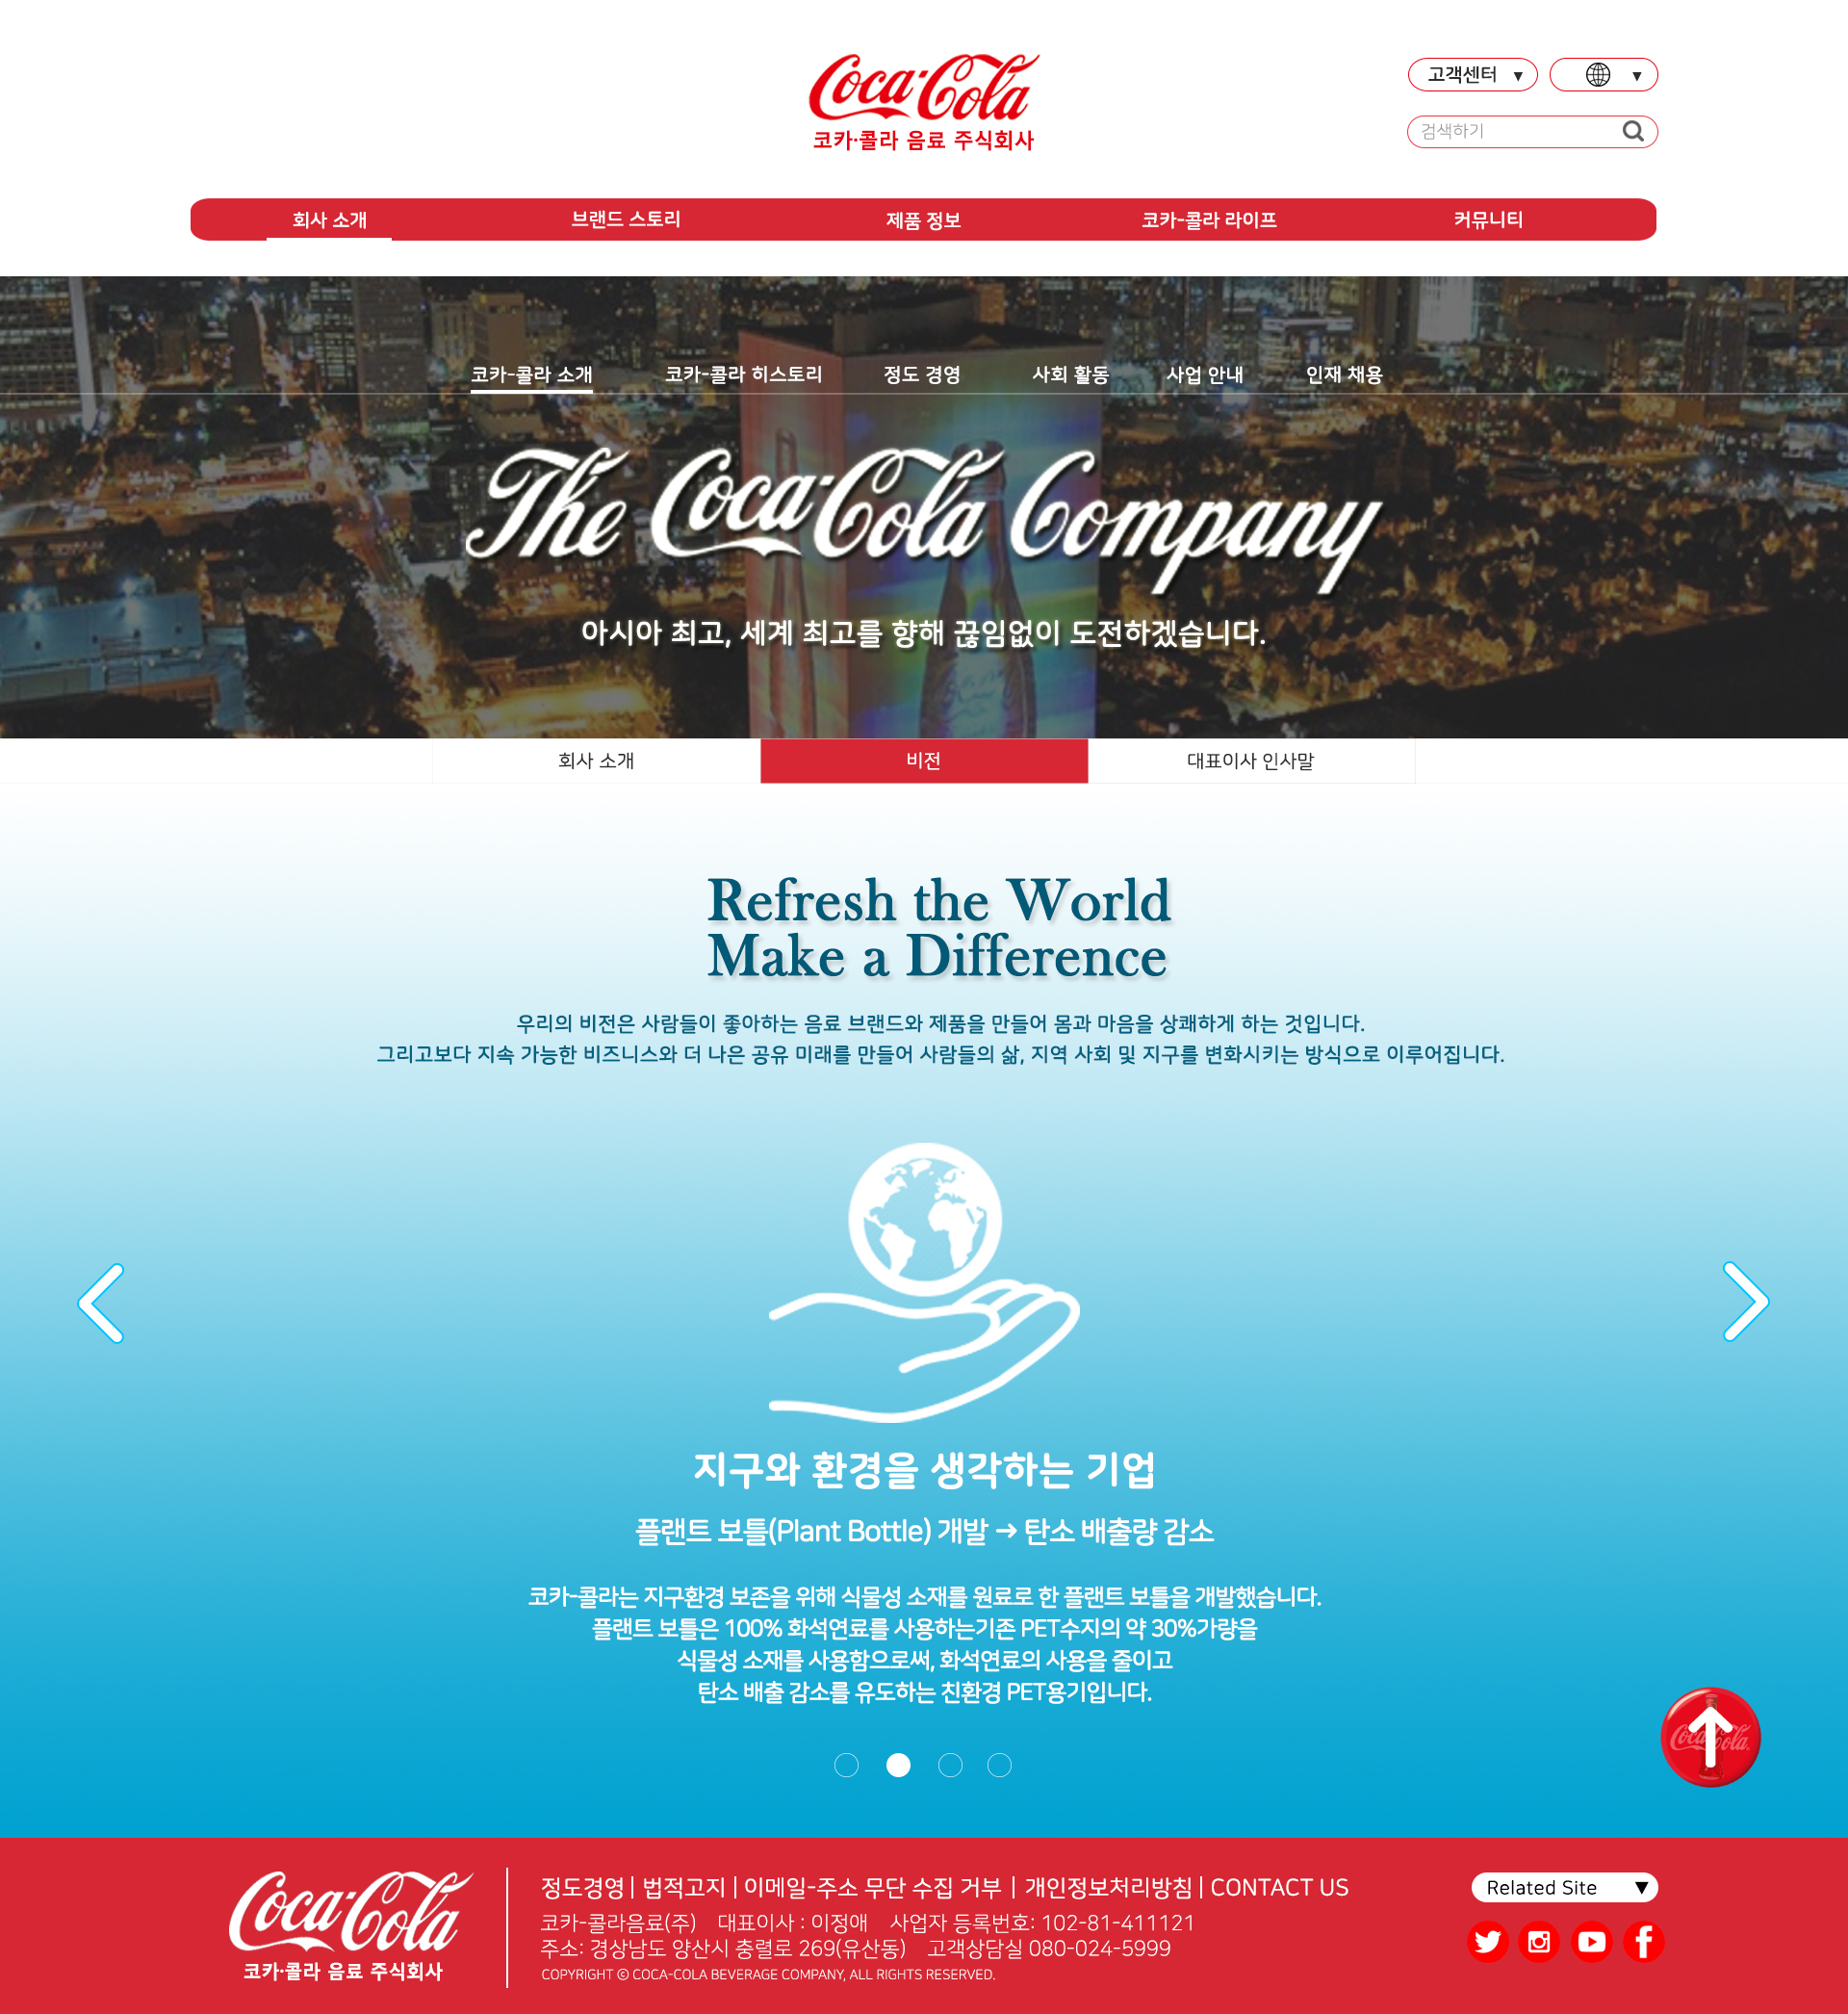 Coca-Cola
코카·콜라 음료 주식회사
고객센터 ▼
▼
검색하기
회사 소개 브랜드 스토리 제품 정보 코카-콜라 라이프 커뮤니티
코카-콜라 소개 코카-콜라 히스토리 정도 경영 사회 활동 사업 안내 인재 채용
The Coca-Cola Company
아시아 최고, 세계 최고를 향해 끊임없이 도전하겠습니다.
회사 소개 비전 대표이사 인사말
Refresh the World
Make a Difference
우리의 비전은 사람들이 좋아하는 음료 브랜드와 제품을 만들어 몸과 마음을 상쾌하게 하는 것입니다.
그리고보다 지속 가능한 비즈니스와 더 나은 공유 미래를 만들어 사람들의 삶, 지역 사회 및 지구를 변화시키는 방식으로 이루어집니다.
지구와 환경을 생각하는 기업
플랜트 보틀(Plant Bottle) 개발 → 탄소 배출량 감소
코카-콜라는 지구환경 보존을 위해 식물성 소재를 원료로 한 플랜트 보틀을 개발했습니다.
플랜트 보틀은 100% 화석연료를 사용하는기존 PET수지의 약 30%가량을
식물성 소재를 사용함으로써, 화석연료의 사용을 줄이고
탄소 배출 감소를 유도하는 친환경 PET용기입니다.
Coca-Cola
Coca-Cola
코카·콜라 음료 주식회사
정도경영 | 법적고지 | 이메일-주소 무단 수집 거부 | 개인정보처리방침 | CONTACT US
코카-콜라음료(주) 대표이사 : 이정애 사업자 등록번호: 102-81-411121
주소: 경상남도 양산시 충렬로 269(유산동) 고객상담실 080-024-5999
COPYRIGHT © COCA-COLA BEVERAGE COMPANY, ALL RIGHTS RESERVED.
Related Site ▼